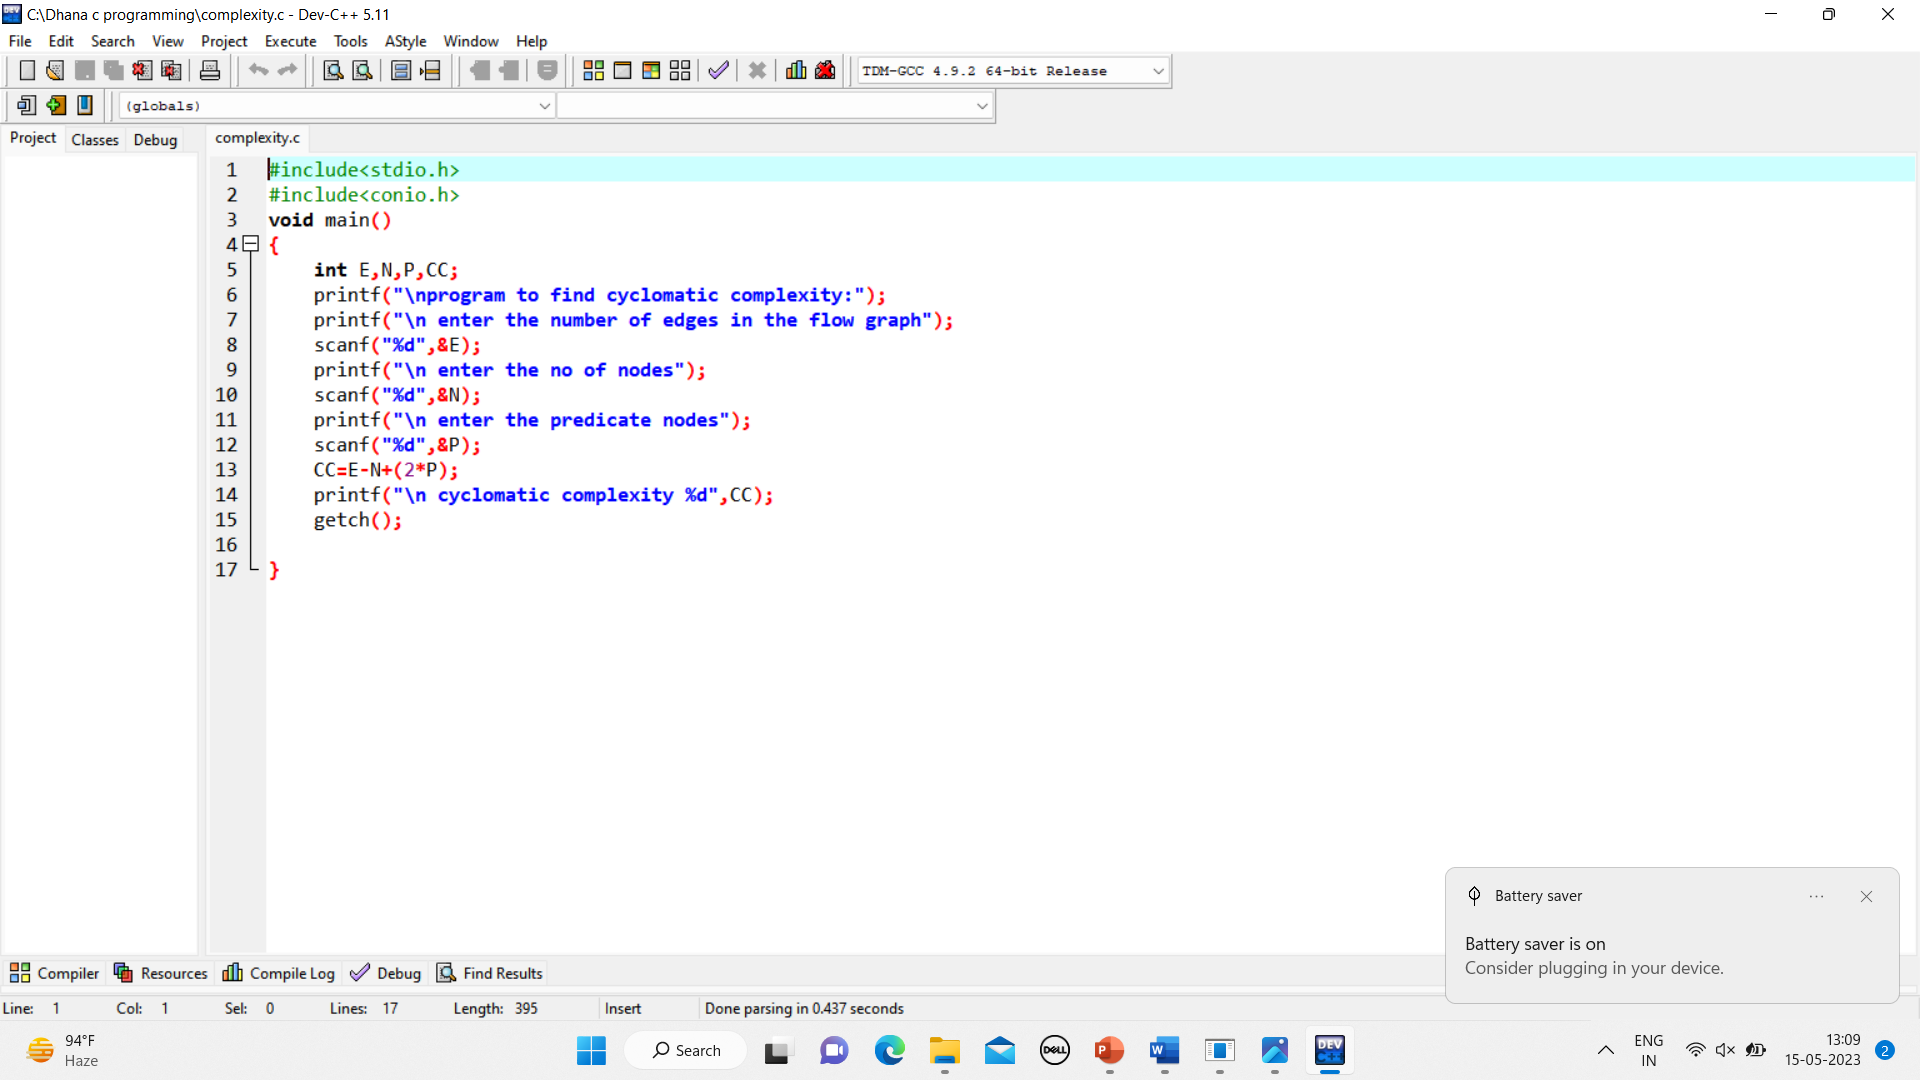 C:\Dhana c programming\complexity.c - Dev-C++ 5.11
File Edit Search View Project Execute Tools AStyle Window Help
TDM-GCC 4.9.2 64-bit Release
(globals)
Project Classes Debug complexity.c
1 #include<stdio.h>
2 #include<conio.h>
3 void main()
4 {
5 int E,N,P,CC;
6 printf("\nprogram to find cyclomatic complexity:");
7 printf("\n enter the number of edges in the flow graph");
8 scanf("%d",&E);
9 printf("\n enter the no of nodes");
10 scanf("%d",&N);
11 printf("\n enter the predicate nodes");
12 scanf("%d",&P);
13 CC=E-N+(2*P);
14 printf("\n cyclomatic complexity %d",CC);
15 getch();
16
17 }
Battery saver
Battery saver is on
Consider plugging in your device.
Compiler Resources Compile Log Debug Find Results
Line: 1 Col: 1 Sel: 0 Lines: 17 Length: 395 Insert Done parsing in 0.437 seconds
94°F
Haze
Search
DELL
P
W
DEV
C++
ENG
IN
13:09
15-05-2023
2